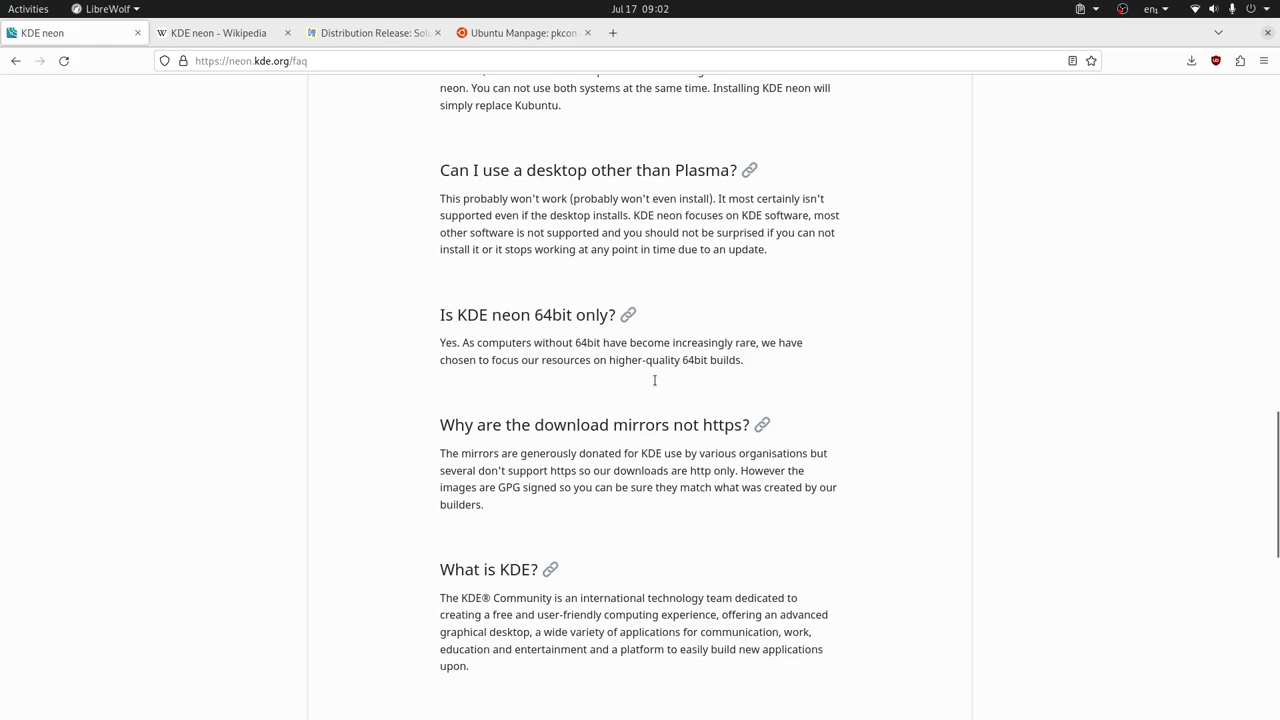 Activities LibreWolf Jul 17 09:02 en₁
KDE neon KDE neon - Wikipedia Distribution Release: Solu Ubuntu Manpage: pkcon
https://neon.kde.org/faq
neon. You can not use both systems at the same time. Installing KDE neon will
simply replace Kubuntu.
Can I use a desktop other than Plasma?
This probably won't work (probably won't even install). It most certainly isn't
supported even if the desktop installs. KDE neon focuses on KDE software, most
other software is not supported and you should not be surprised if you can not
install it or it stops working at any point in time due to an update.
Is KDE neon 64bit only?
Yes. As computers without 64bit have become increasingly rare, we have
chosen to focus our resources on higher-quality 64bit builds.
Why are the download mirrors not https?
The mirrors are generously donated for KDE use by various organisations but
several don't support https so our downloads are http only. However the
images are GPG signed so you can be sure they match what was created by our
builders.
What is KDE?
The KDE® Community is an international technology team dedicated to
creating a free and user-friendly computing experience, offering an advanced
graphical desktop, a wide variety of applications for communication, work,
education and entertainment and a platform to easily build new applications
upon.